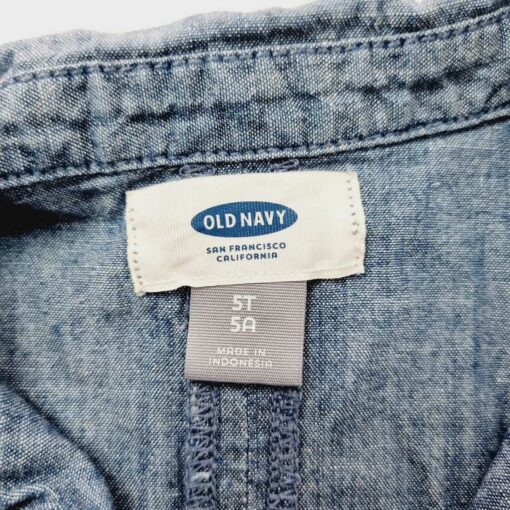 OLD NAVY
SAN FRANCISCO
CALIFORNIA
5T
5A
MADE IN
INDONESIA